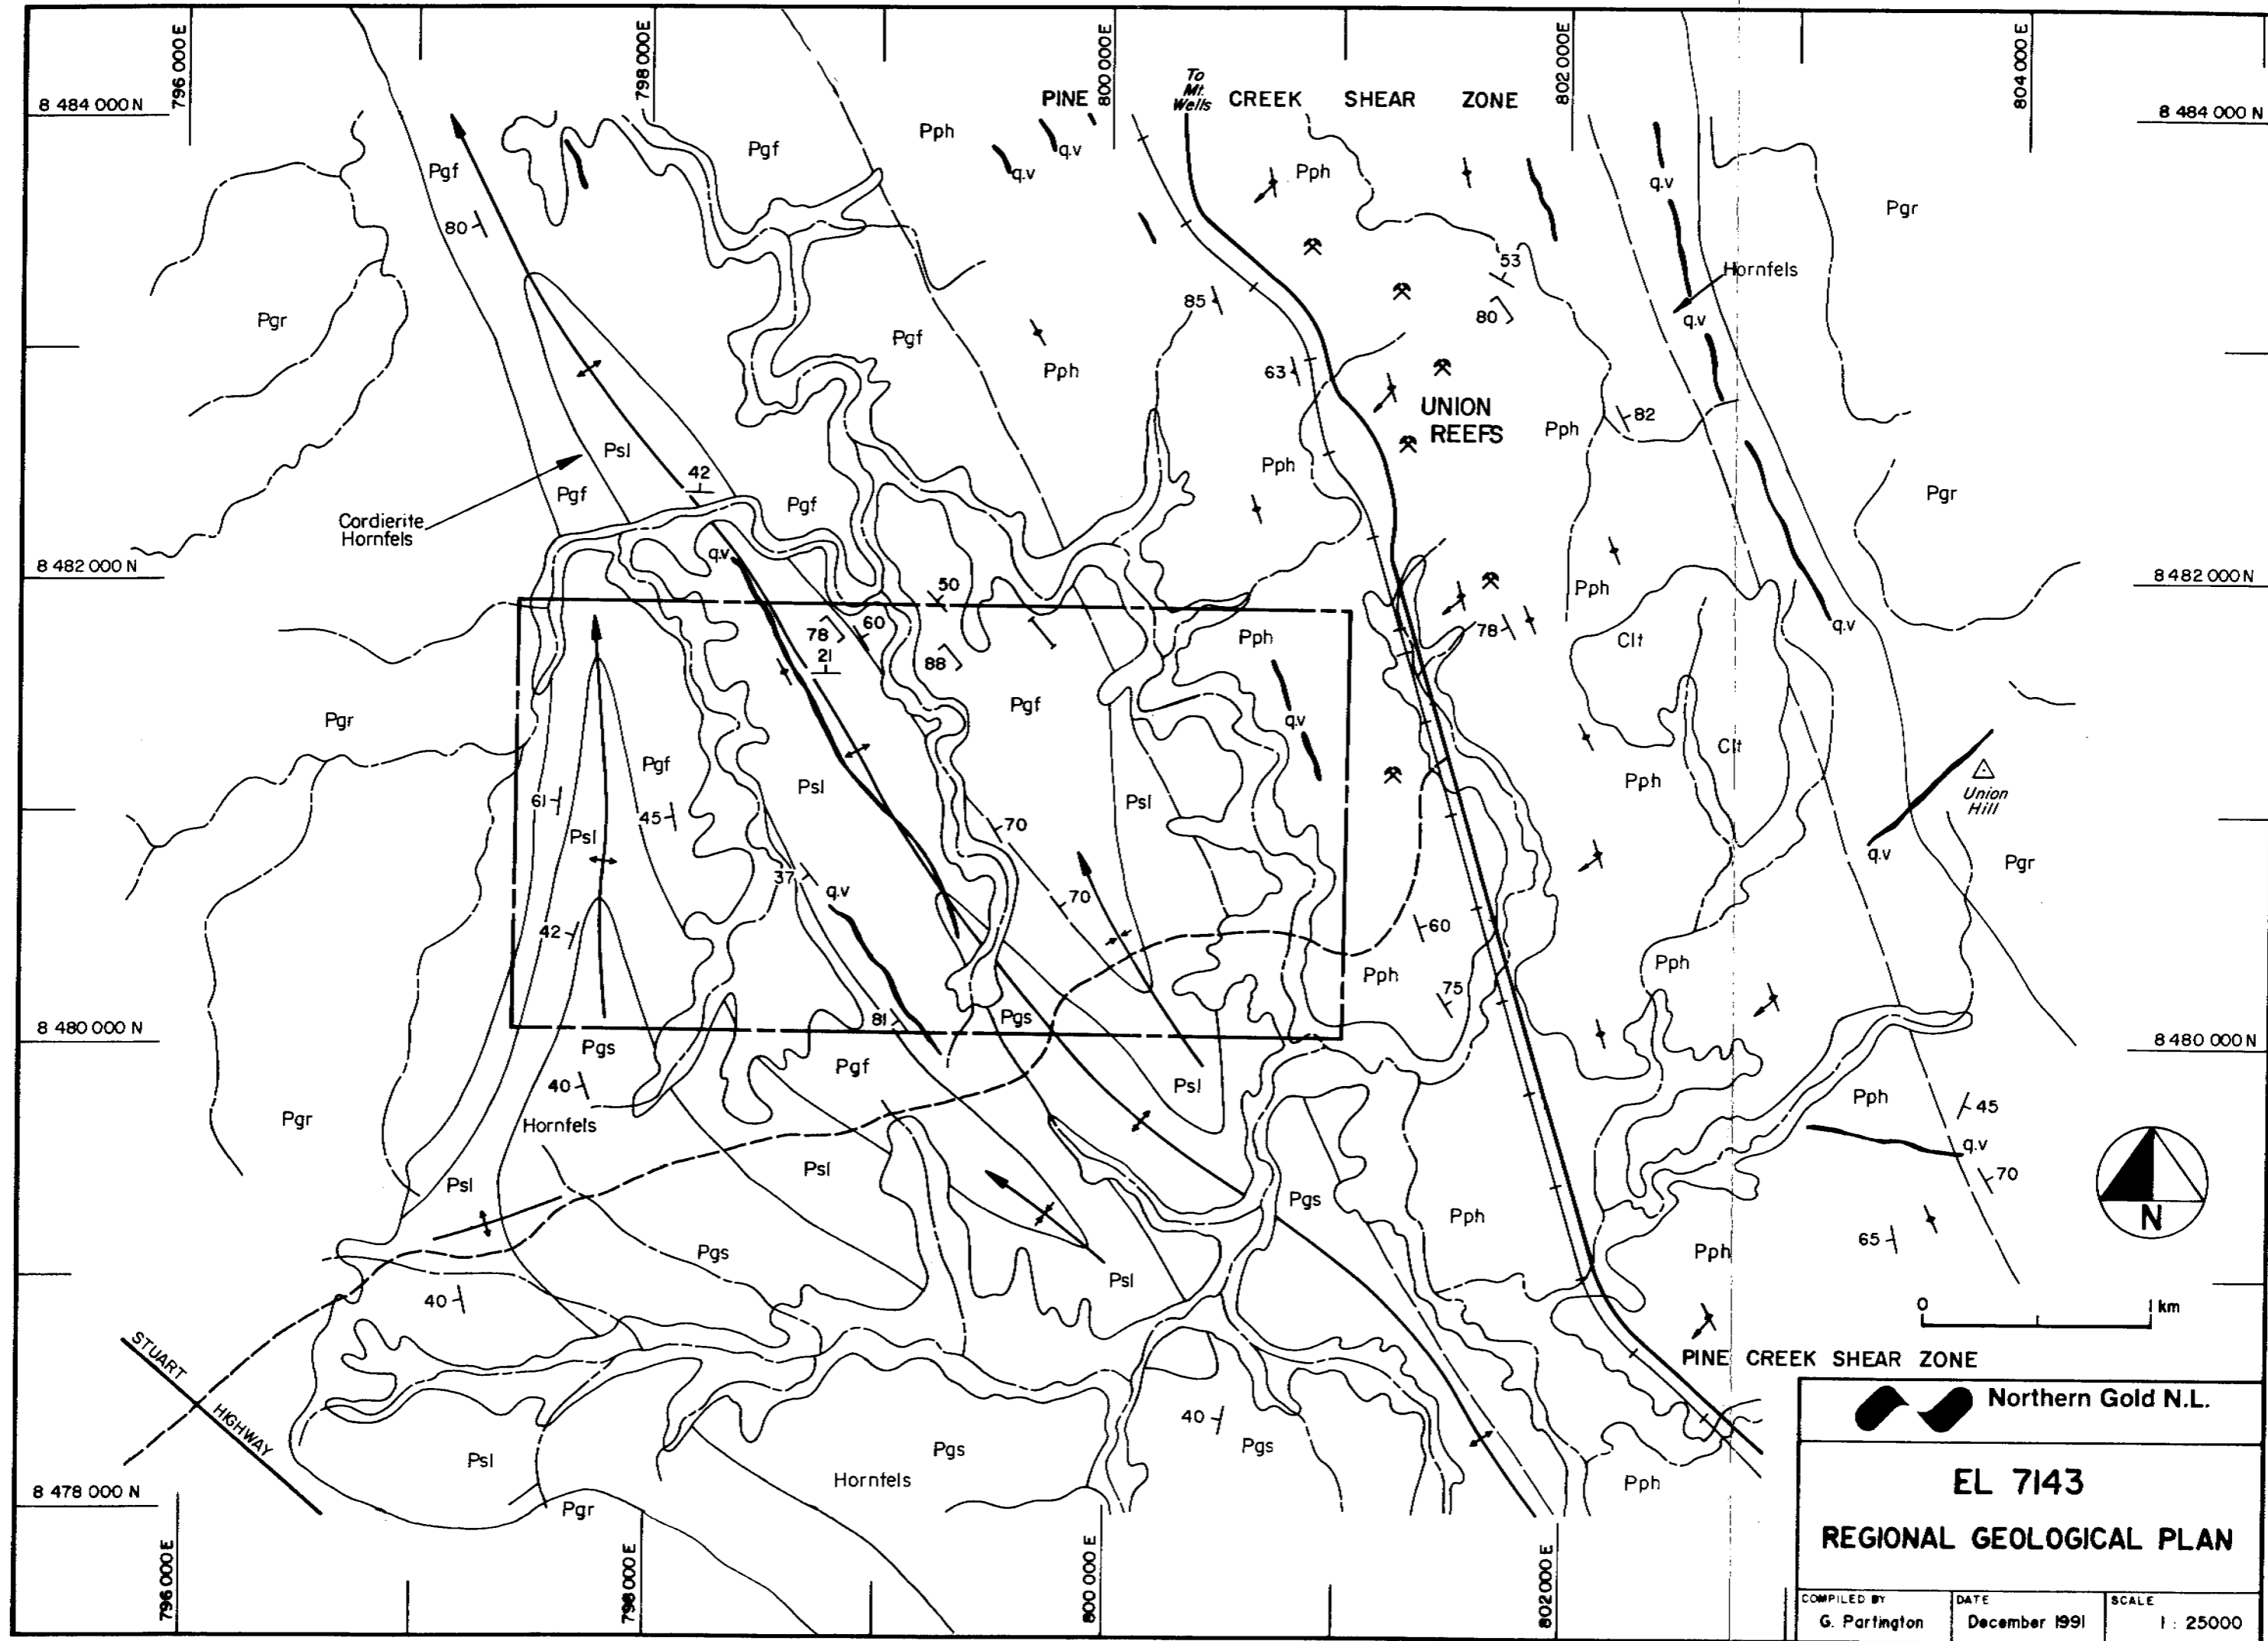 796 000 E
798 000 E
800 000 E
802 000 E
804 000 E
8 484 000 N
8 484 000 N
To
Mt.
Wells
PINE CREEK SHEAR ZONE
Pgf
Pgf
Pph
q.v
q.v
Pph
q.v
Pgr
80
Hornfels
53
85
80
q.v
Pgr
Pgf
Pph
63
UNION
REEFS
Pph
82
Psl
42
Pph
Pgf
Pgf
Pgr
Cordierite
Hornfels
q.v
8 482 000 N
8 482 000 N
50
Pph
78
60
21
88
Pph
78
Clt
q.v
Pgr
Pgf
q.v
Clt
Pgf
Psl
Psl
Pph
Union
Hill
61
45
Psl
70
q.v
Pgr
37
q.v
70
42
60
Pph
Pph
75
81
Pgs
8 480 000 N
8 480 000 N
Pgs
Pgf
40
Psl
Pph
45
Pgr
Hornfels
q.v
Psl
Psl
Pgs
70
N
Pph
65
Pgs
Pph
Psl
40
0
1 km
STUART
HIGHWAY
PINE CREEK SHEAR ZONE
40
Pgs
Pgs
Psl
Hornfels
Pph
Pgr
8 478 000 N
796 000 E
798 000 E
800 000 E
802 000 E
Northern Gold N.L.
EL 7143
REGIONAL GEOLOGICAL PLAN
COMPILED BY
G. Partington
DATE
December 1991
SCALE
1 : 25000